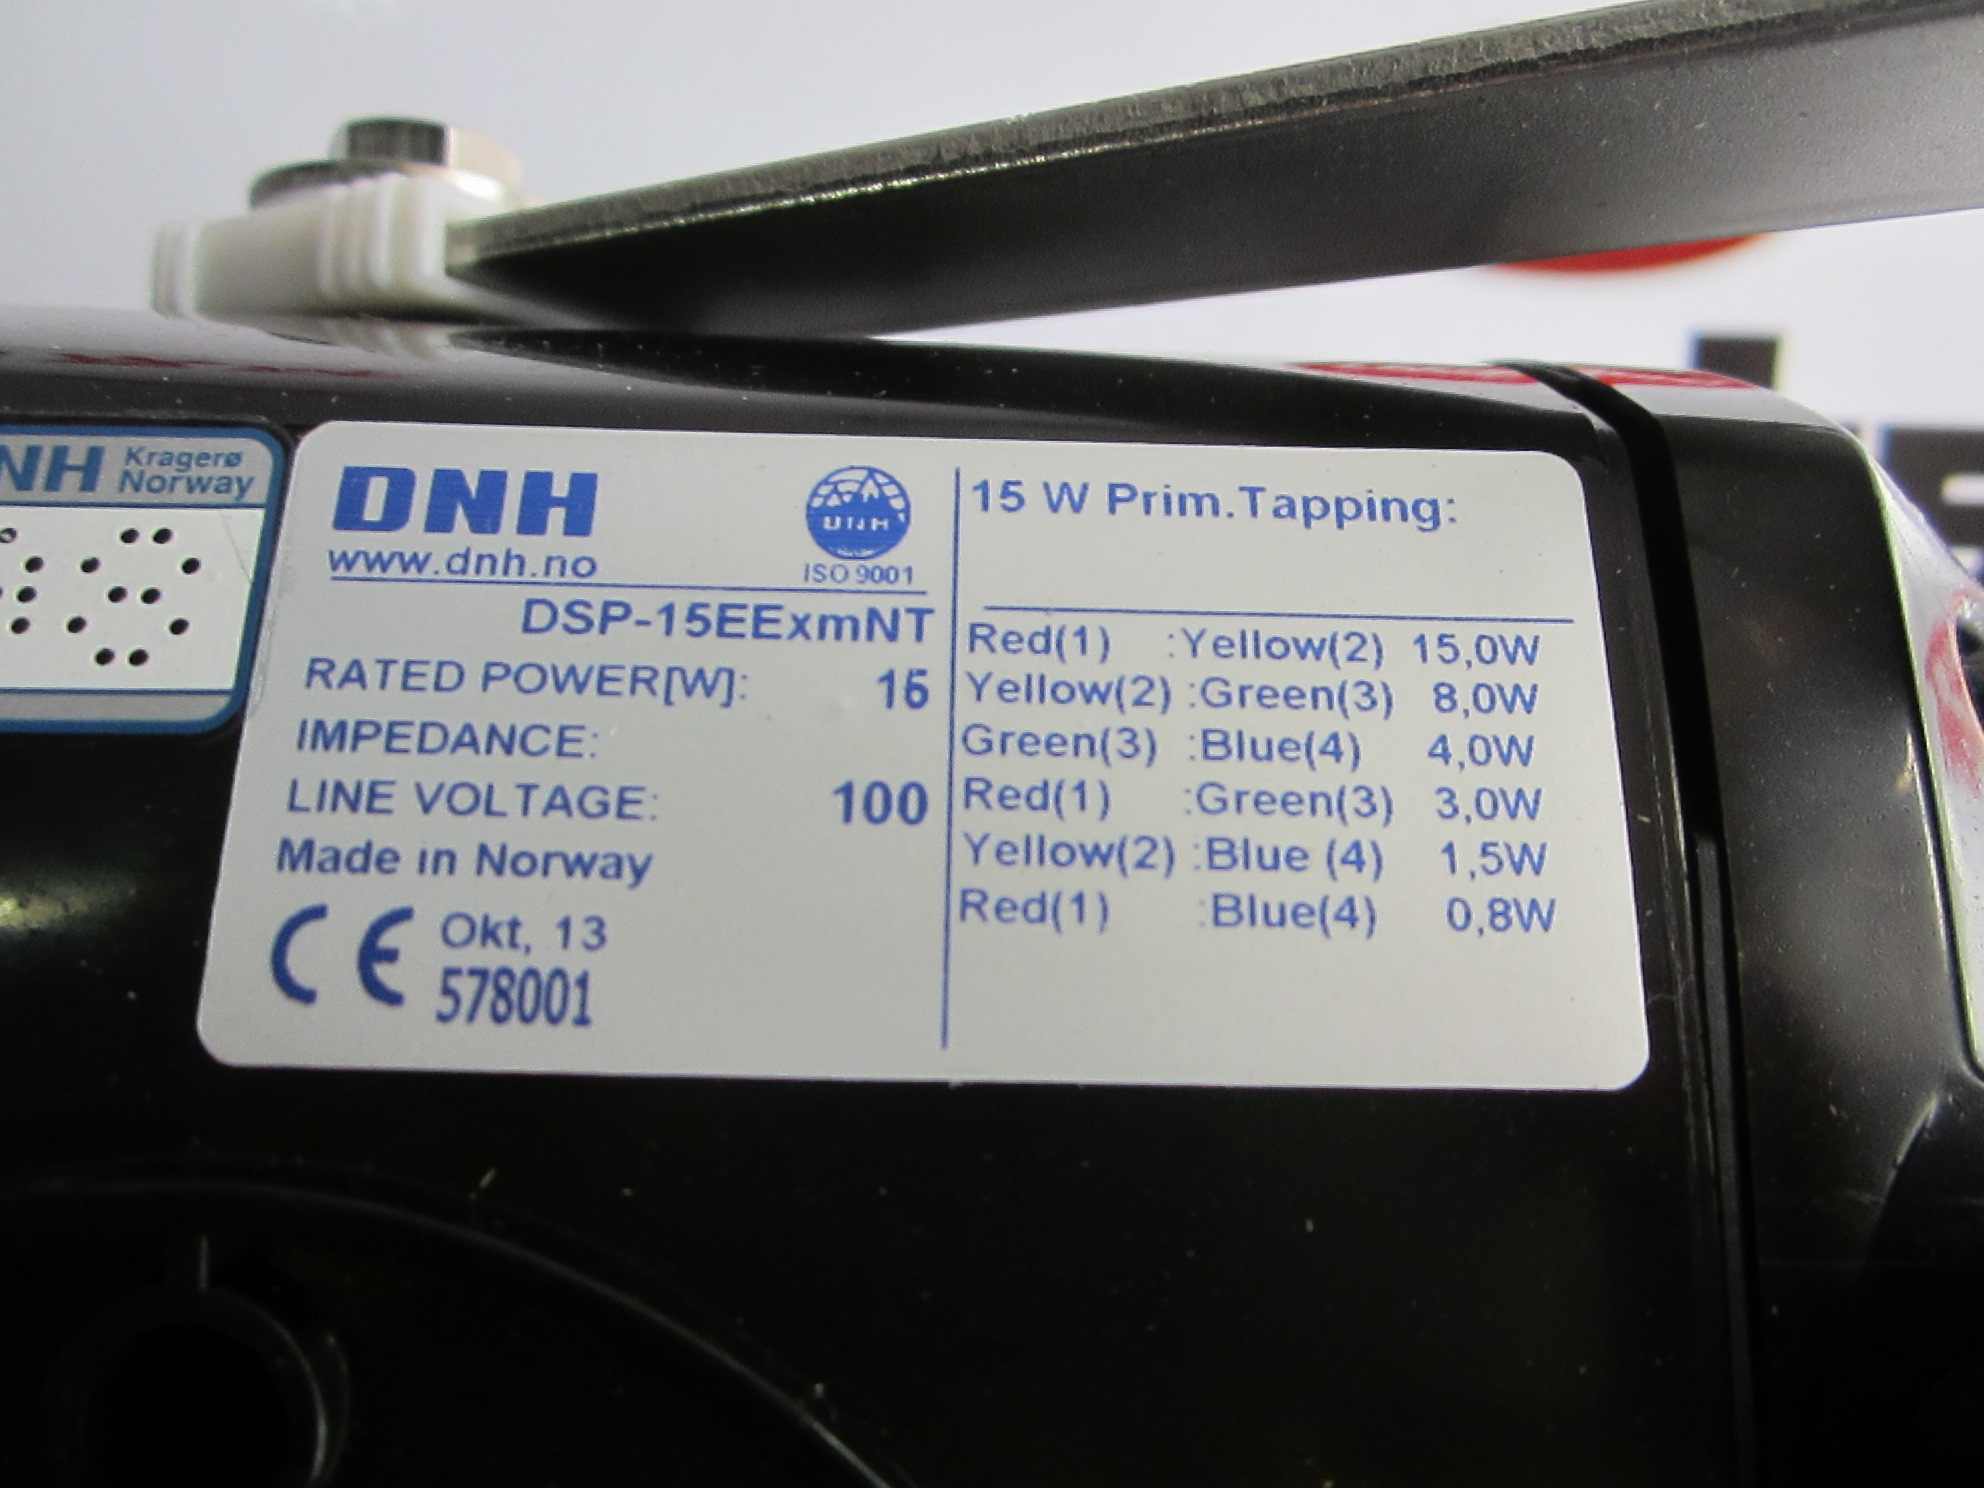 NH Kragerø
Norway
DNH
www.dnh.no
DNH
ISO 9001
DSP-15EExmNT
RATED POWER[W]: 15
IMPEDANCE:
LINE VOLTAGE: 100
Made in Norway
CE Okt, 13
578001
15 W Prim.Tapping:
Red(1) :Yellow(2) 15,0W
Yellow(2) :Green(3) 8,0W
Green(3) :Blue(4) 4,0W
Red(1) :Green(3) 3,0W
Yellow(2) :Blue (4) 1,5W
Red(1) :Blue(4) 0,8W